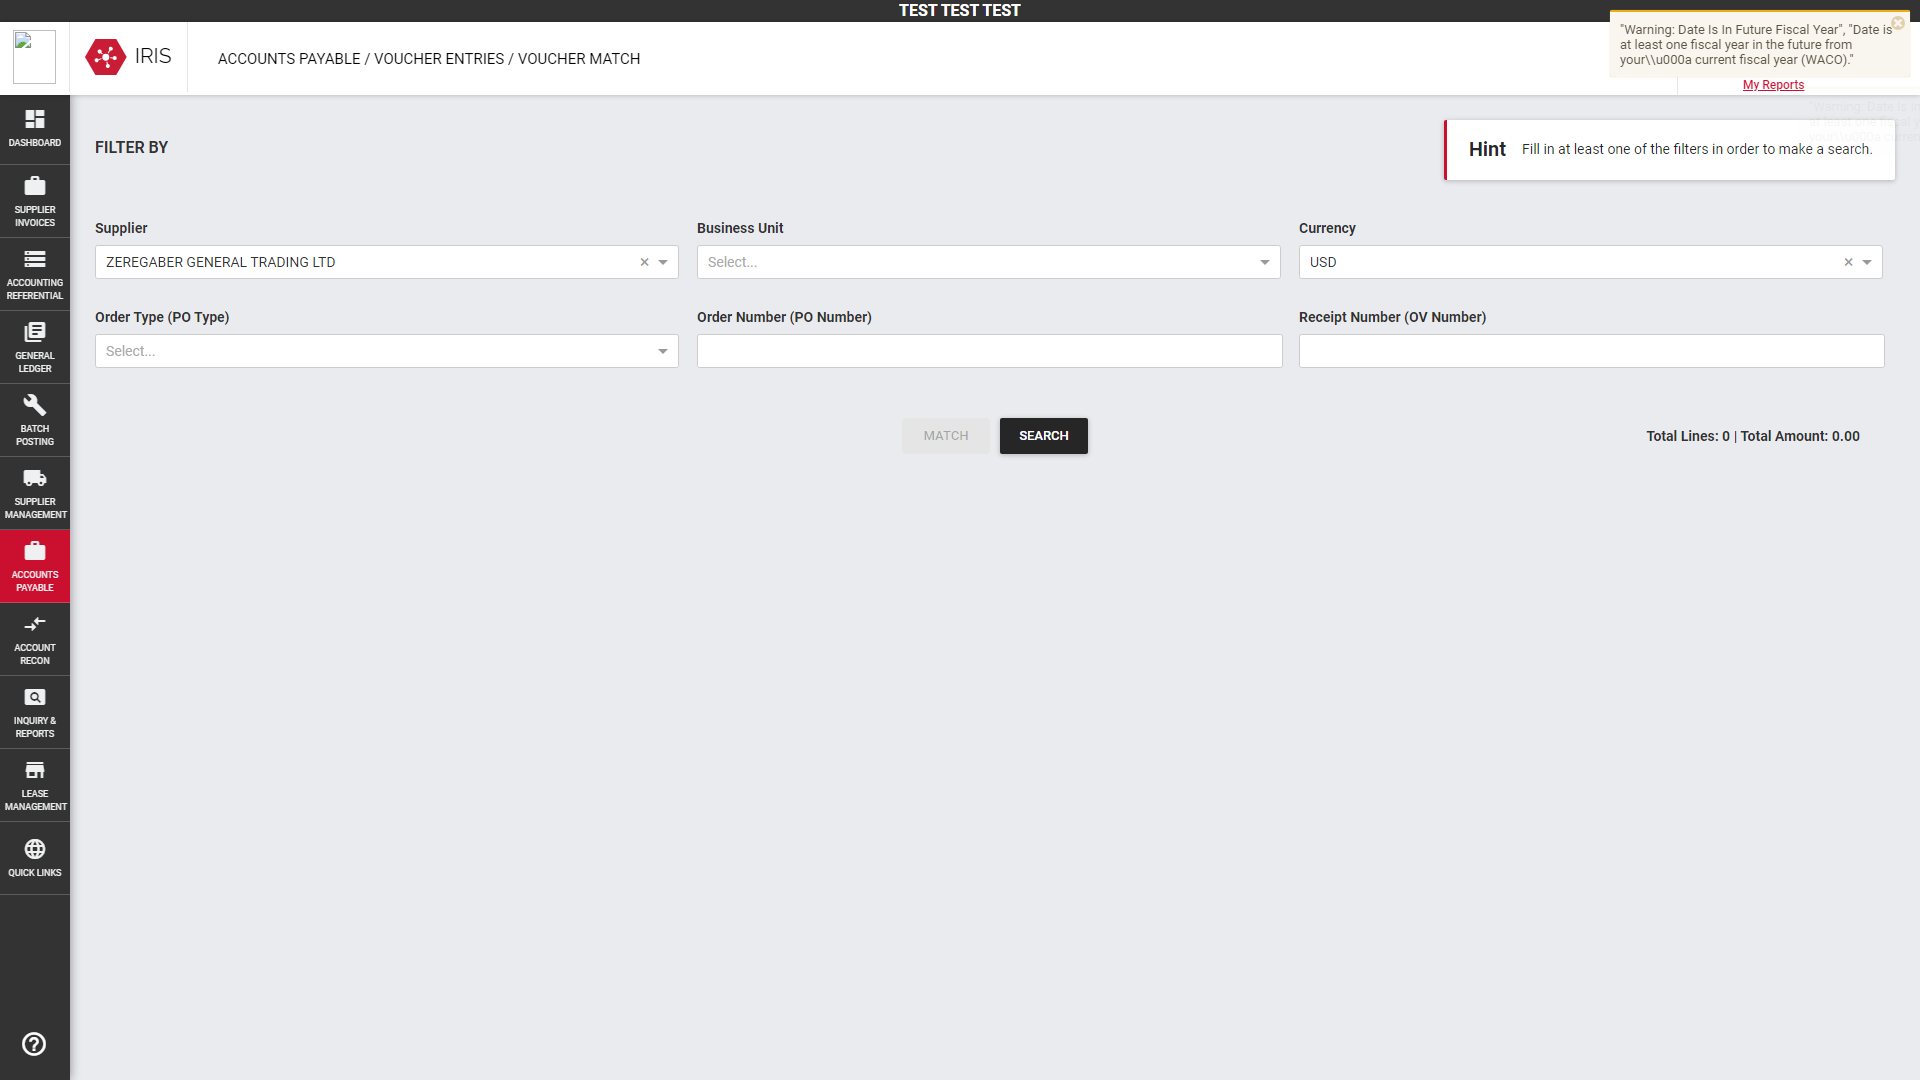 TEST TEST TEST
IRIS
ACCOUNTS PAYABLE / VOUCHER ENTRIES / VOUCHER MATCH
"Warning: Date Is In Future Fiscal Year", "Date is
at least one fiscal year in the future from
your\\u000a current fiscal year (WACO)."
My Reports
DASHBOARD
SUPPLIER
INVOICES
ACCOUNTING
REFERENTIAL
GENERAL
LEDGER
BATCH
POSTING
SUPPLIER
MANAGEMENT
ACCOUNTS
PAYABLE
ACCOUNT
RECON
INQUIRY &
REPORTS
LEASE
MANAGEMENT
QUICK LINKS
FILTER BY
Hint Fill in at least one of the filters in order to make a search.
Supplier
ZEREGABER GENERAL TRADING LTD
Business Unit
Select...
Currency
USD
Order Type (PO Type)
Select...
Order Number (PO Number)
Receipt Number (OV Number)
MATCH
SEARCH
Total Lines: 0 | Total Amount: 0.00